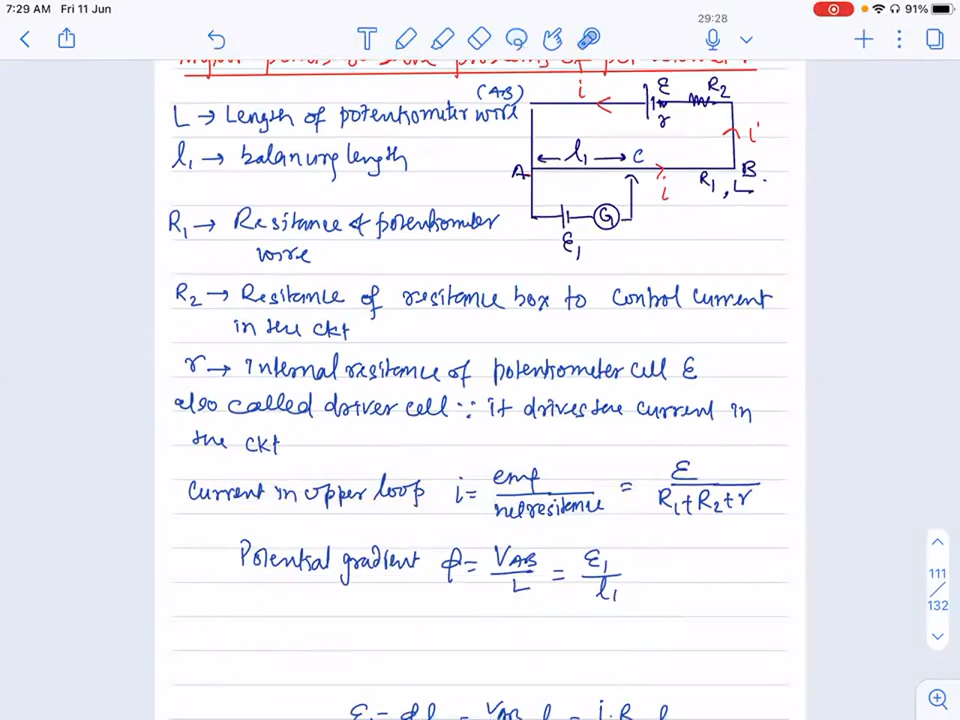 7:29 AM Fri 11 Jun
29:28
91%
T
(AB)
L → Length of potentiometer wire
l₁ → balancing length
R₁ → Resistance of potentiometer
wire
i
ε
r
R₂
i
A
l₁
C
i
R₁, L
B
G
ε₁
R₂ → Resistance of resistance box to control current
in the ckt
r → Internal resistance of potentiometer cell ε
also called driver cell ∵ it drives the current in
the ckt
Current in upper loop i = emf / net resistance = ε / R₁+R₂+r
Potential gradient ϕ = V_AB / L = ε₁ / l₁
111
/
132